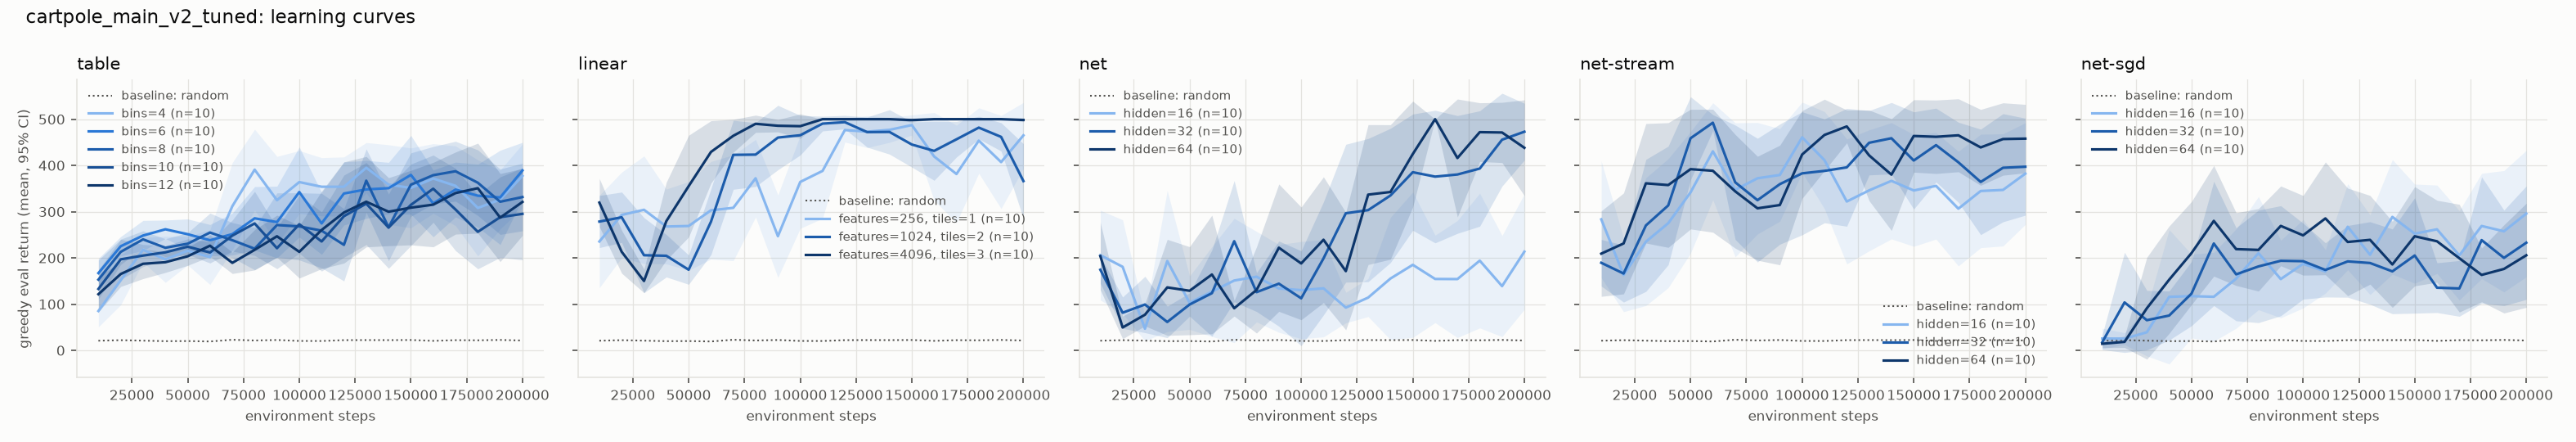 cartpole_main_v2_tuned: learning curves
table
greedy eval return (mean, 95% CI)
500
400
300
200
100
0
baseline: random
bins=4 (n=10)
bins=6 (n=10)
bins=8 (n=10)
bins=10 (n=10)
bins=12 (n=10)
25000 50000 75000 100000 125000 150000 175000 200000
environment steps
linear
baseline: random
features=256, tiles=1 (n=10)
features=1024, tiles=2 (n=10)
features=4096, tiles=3 (n=10)
25000 50000 75000 100000 125000 150000 175000 200000
environment steps
net
baseline: random
hidden=16 (n=10)
hidden=32 (n=10)
hidden=64 (n=10)
25000 50000 75000 100000 125000 150000 175000 200000
environment steps
net-stream
baseline: random
hidden=16 (n=10)
hidden=32 (n=10)
hidden=64 (n=10)
25000 50000 75000 100000 125000 150000 175000 200000
environment steps
net-sgd
baseline: random
hidden=16 (n=10)
hidden=32 (n=10)
hidden=64 (n=10)
25000 50000 75000 100000 125000 150000 175000 200000
environment steps